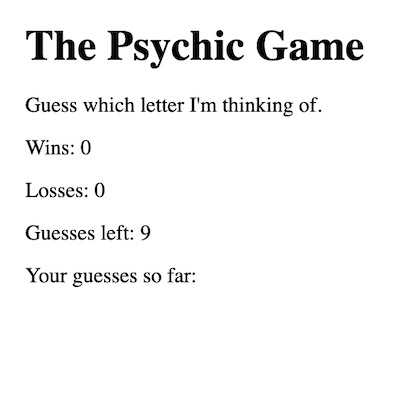 The Psychic Game
Guess which letter I'm thinking of.
Wins: 0
Losses: 0
Guesses left: 9
Your guesses so far: